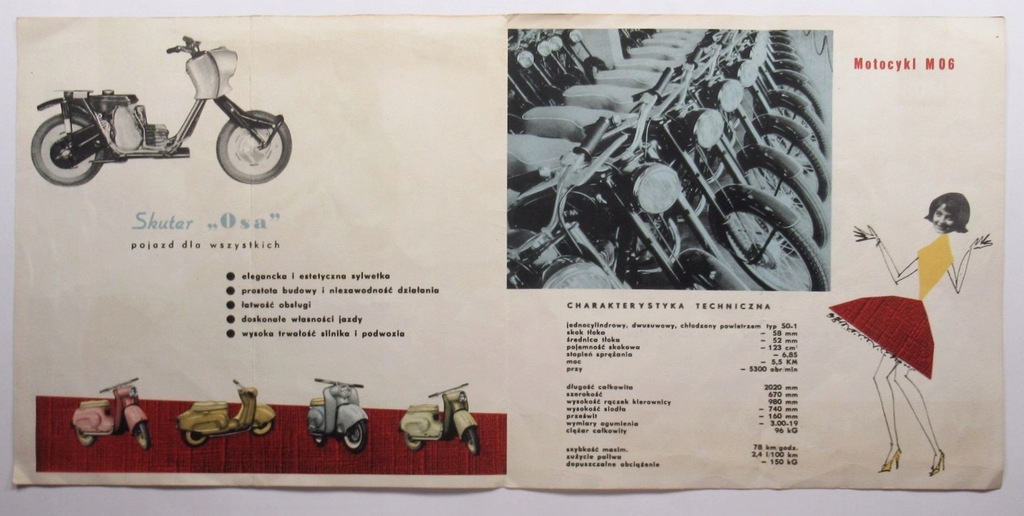 Skuter „Osa”
pojazd dla wszystkich
elegancka i estetyczna sylwetka
prostota budowy i niezawodność działania
łatwość obsługi
doskonałe własności jazdy
wysoka trwałość silnika i podwozia
Motocykl M06
CHARAKTERYSTYKA TECHNICZNA
jednocylindrowy, dwusuwowy, chłodzony powietrzem typ S0-1
skok tłoka – 58 mm
średnica tłoka – 52 mm
pojemność skokowa – 123 cm³
stopień sprężania – 6,85
moc – 5,5 KM
przy – 5300 obr/min
długość całkowita 2020 mm
szerokość 670 mm
wysokość rączek kierownicy 980 mm
wysokość siodła – 740 mm
prześwit – 160 mm
wymiary ogumienia – 3.00-19
ciężar całkowity 96 kG
szybkość maksim. 78 km/godz.
zużycie paliwa 2,4 l/100 km
dopuszczalne obciążenie – 150 kG